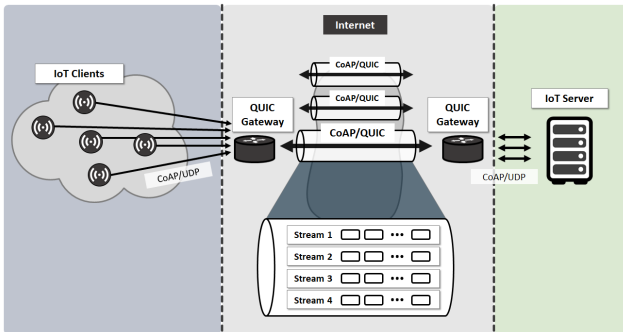 Internet
IoT Clients
CoAP/QUIC
CoAP/QUIC
QUIC
Gateway
CoAP/QUIC
QUIC
Gateway
IoT Server
CoAP/UDP
CoAP/UDP
Stream 1 •••
Stream 2 •••
Stream 3 •••
Stream 4 •••